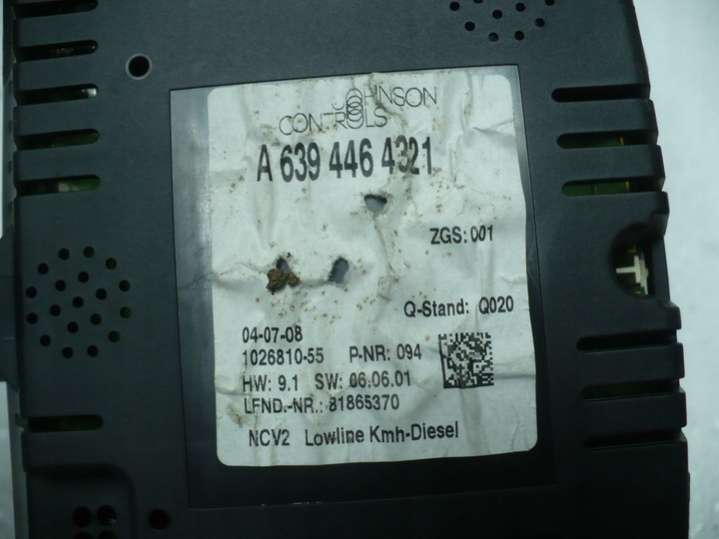 JOHNSON
CONTROLS
A 639 446 4321
ZGS: 001
Q-Stand: Q020
04-07-08
1026810-55 P-NR: 094
HW: 9.1 SW: 06.06.01
LFND.-NR.: 81865370
NCV2 Lowline Kmh-Diesel